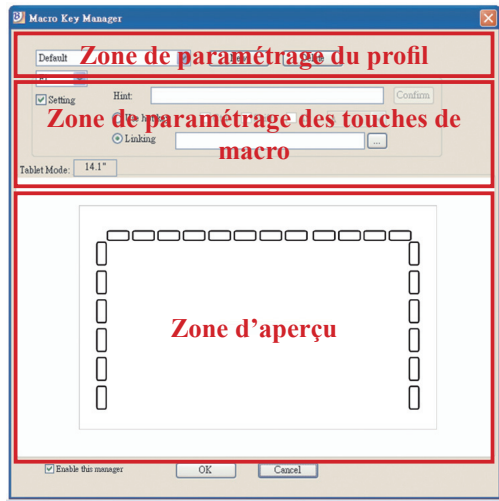 Macro Key Manager
Default
Zone de paramétrage du profil
Setting
Hint:
Confirm
Zone de paramétrage des touches de
macro
Linking
...
Tablet Mode:
14.1"
Zone d’aperçu
Enable this manager
OK
Cancel